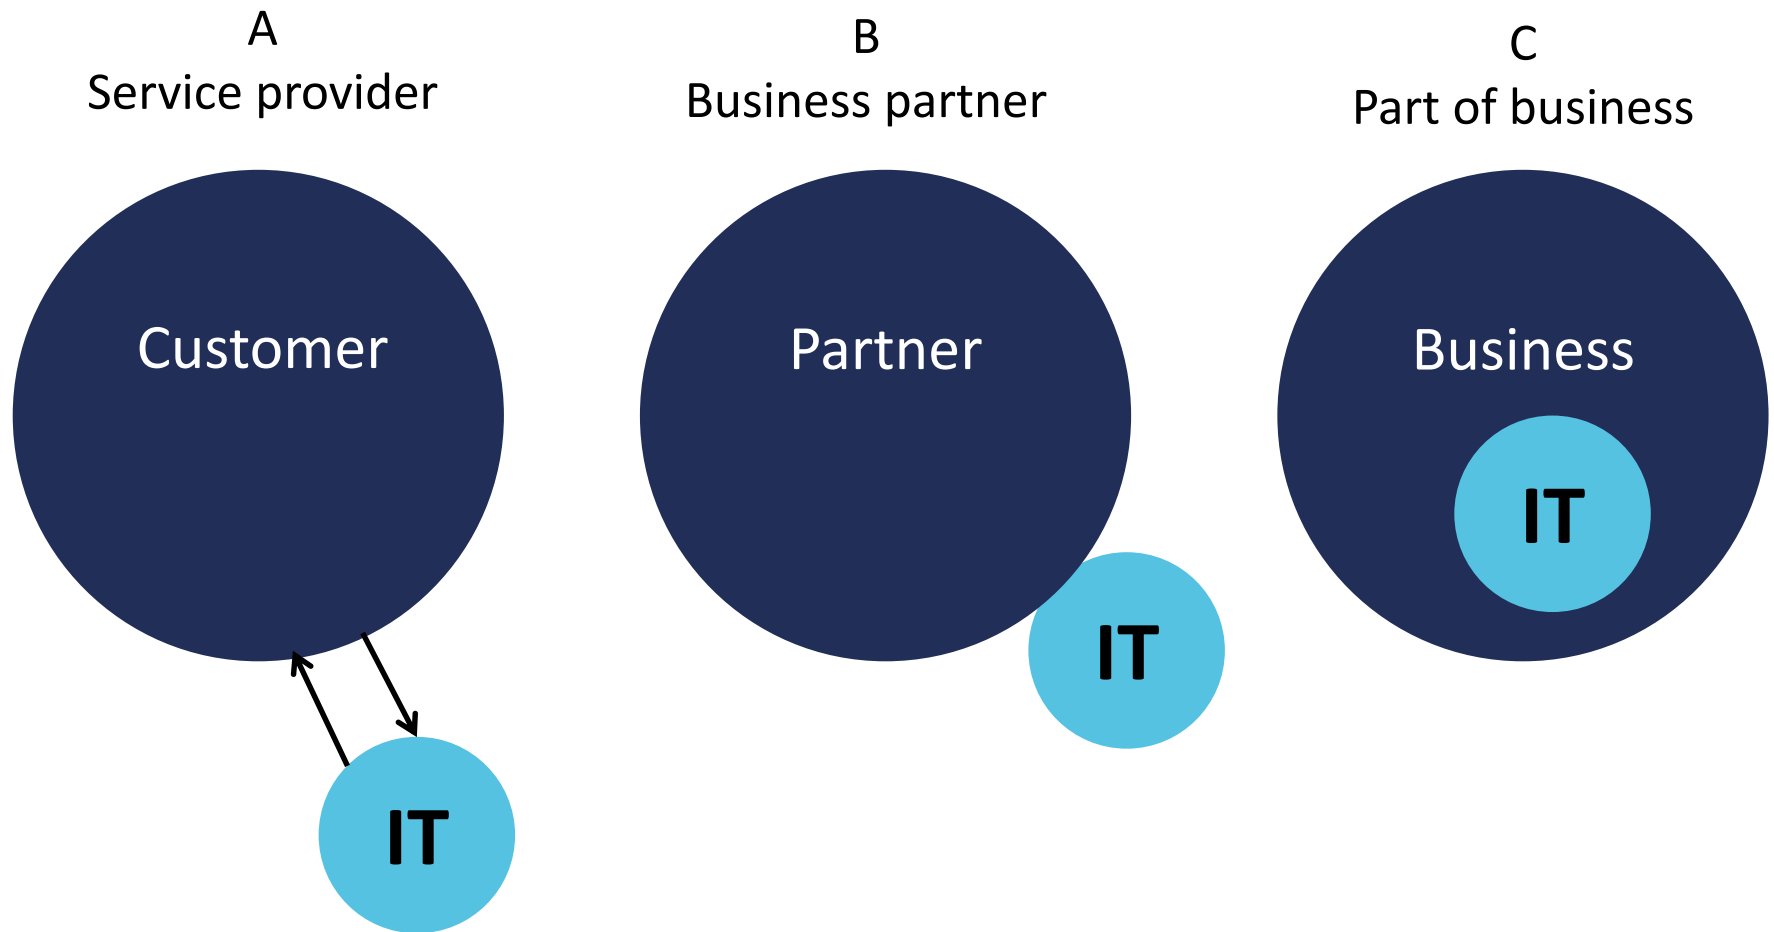 A
Service provider
Customer
IT
B
Business partner
Partner
IT
C
Part of business
Business
IT